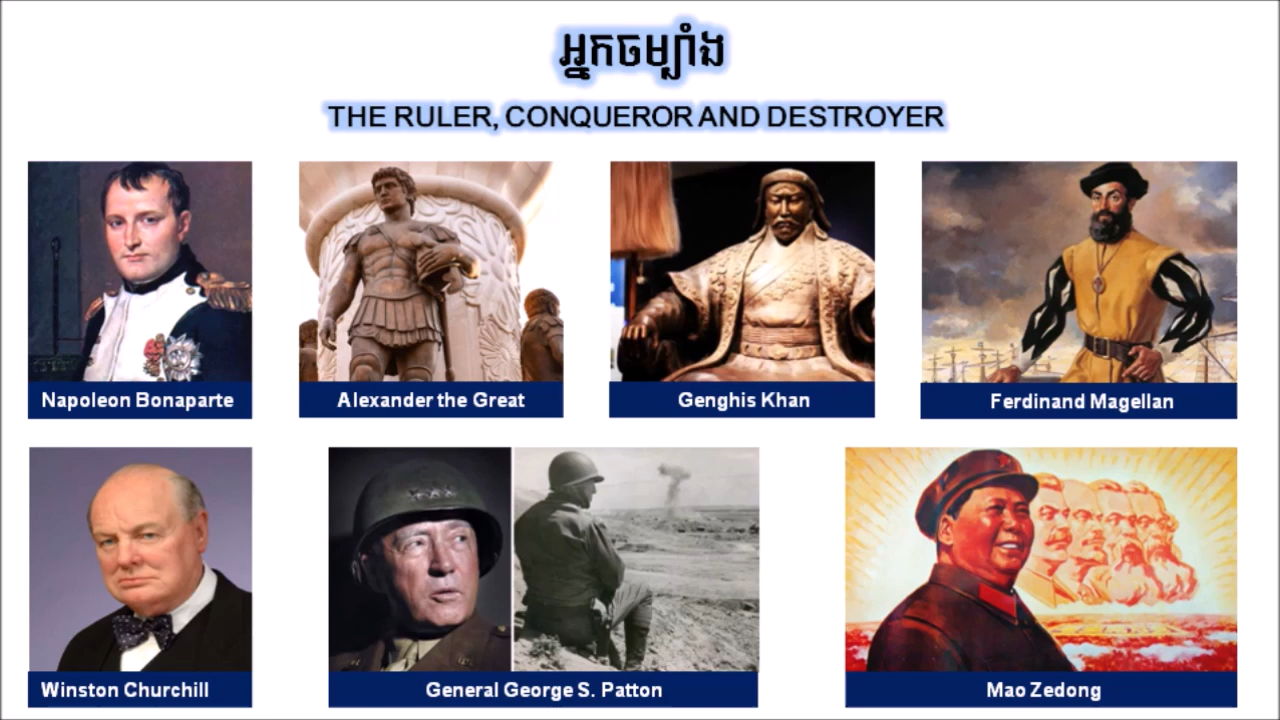 អ្នកចម្បាំង
THE RULER, CONQUEROR AND DESTROYER
Napoleon Bonaparte
Alexander the Great
Genghis Khan
Ferdinand Magellan
Winston Churchill
General George S. Patton
Mao Zedong